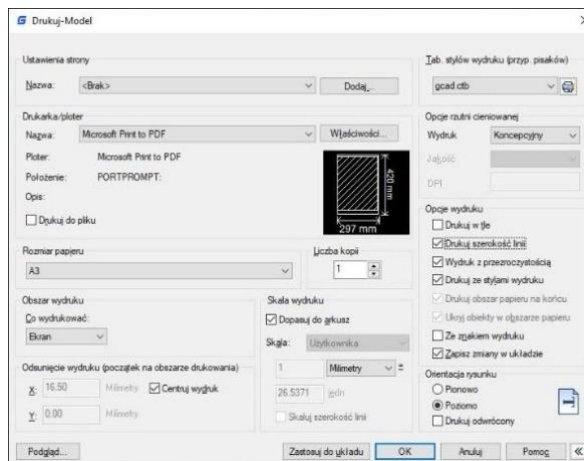 Drukuj-Model
Ustawienia strony
Nazwa: <Brak> Dodaj...
Drukarka/ploter
Nazwa: Microsoft Print to PDF Właściwości...
Ploter: Microsoft Print to PDF
Położenie: PORTPROMPT:
Opis:
Drukuj do pliku
420 mm
297 mm
Rozmiar papieru
A3
Liczba kopii
1
Obszar wydruku
Co wydrukować:
Ekran
Odsunięcie wydruku (początek na obszarze drukowania)
X: 16.50 Milimetry Centruj wydruk
Y: 0.00 Milimetry
Skala wydruku
Dopasuj do arkusz
Skala: Użytkownika
1 Milimetry =
26.5371 jedn
Skaluj szerokość linii
Tab. stylów wydruku (przyp. pisaków)
gcad.ctb
Opcje rzutni cieniowanej
Wydruk Koncepcyjny
Jakość
DPI
Opcje wydruku
Drukuj w tle
Drukuj szerokość linii
Wydruk z przezroczystością
Drukuj ze stylami wydruku
Drukuj obszar papieru na końcu
Ukryj obiekty w obszarze papieru
Ze znakiem wydruku
Zapisz zmiany w układzie
Orientacja rysunku
Pionowo
Poziomo
Drukuj odwrócony
Podgląd... Zastosuj do układu OK Anuluj Pomoc